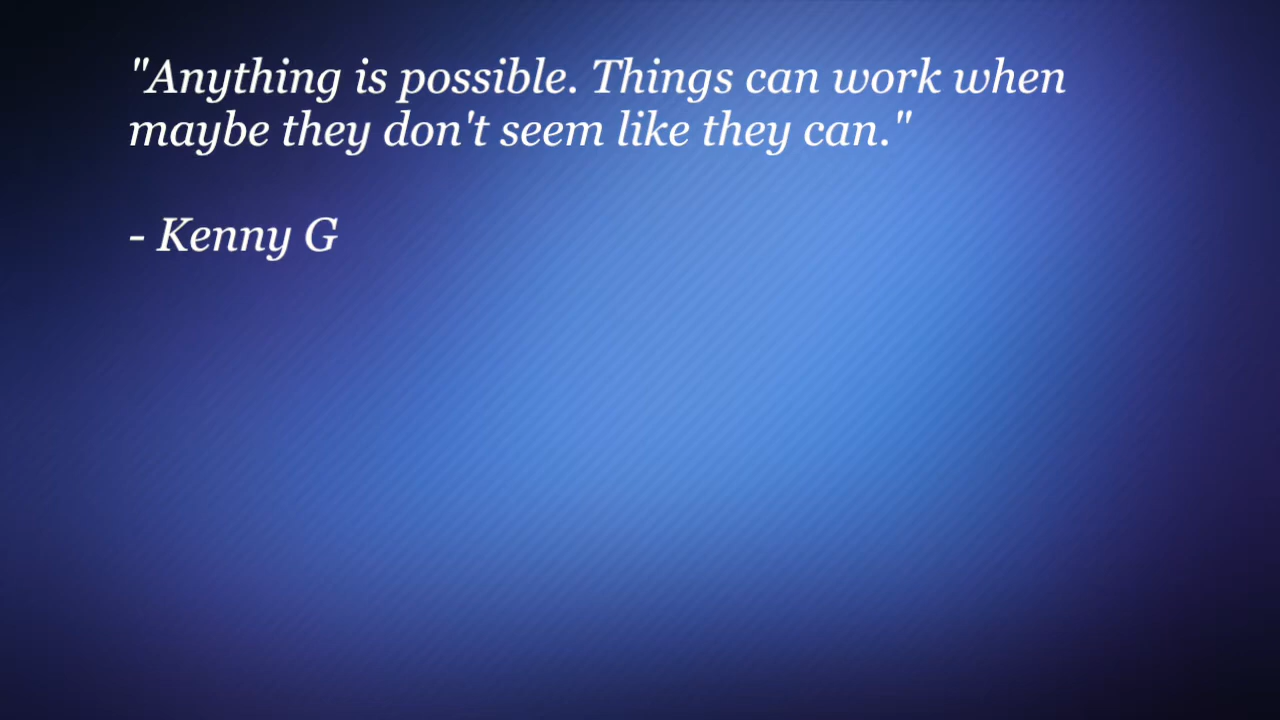 "Anything is possible. Things can work when
maybe they don't seem like they can."
- Kenny G